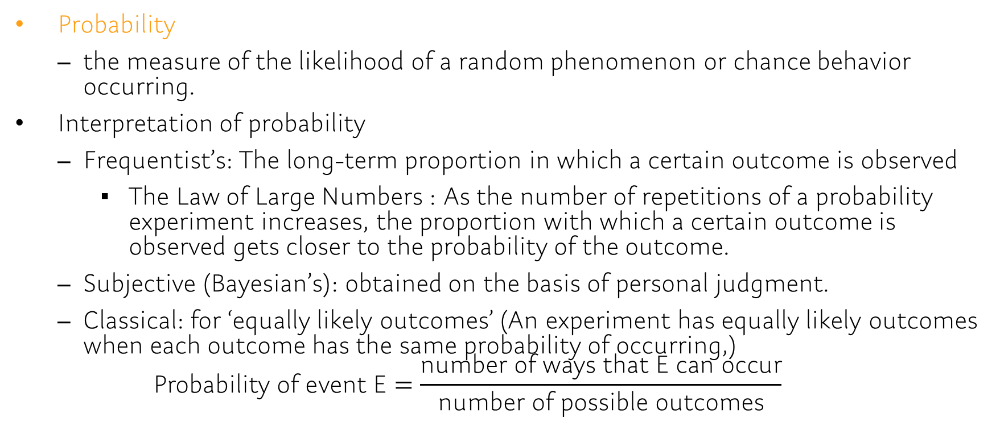 • Probability
– the measure of the likelihood of a random phenomenon or chance behavior
occurring.
• Interpretation of probability
– Frequentist’s: The long-term proportion in which a certain outcome is observed
▪ The Law of Large Numbers : As the number of repetitions of a probability
experiment increases, the proportion with which a certain outcome is
observed gets closer to the probability of the outcome.
– Subjective (Bayesian’s): obtained on the basis of personal judgment.
– Classical: for ‘equally likely outcomes’ (An experiment has equally likely outcomes
when each outcome has the same probability of occurring,)
number of ways that E can occur
Probability of event E =
number of possible outcomes